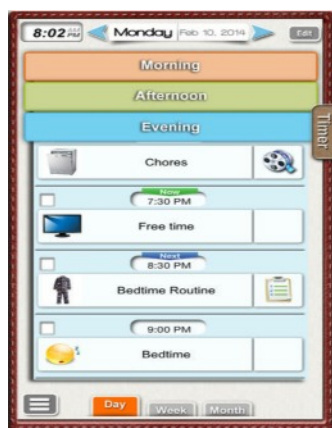 8:02 AM PM Monday Feb 10, 2014 Edit
Morning
Afternoon
Evening
Timer
Chores
Now
7:30 PM
Free time
Next
8:30 PM
Bedtime Routine
9:00 PM
Bedtime
Day Week Month